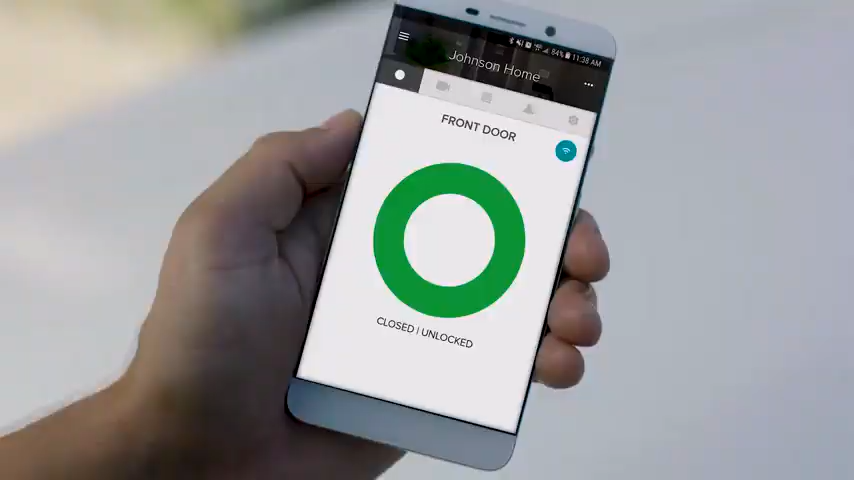 84% 11:38 AM
Johnson Home
FRONT DOOR
CLOSED | UNLOCKED